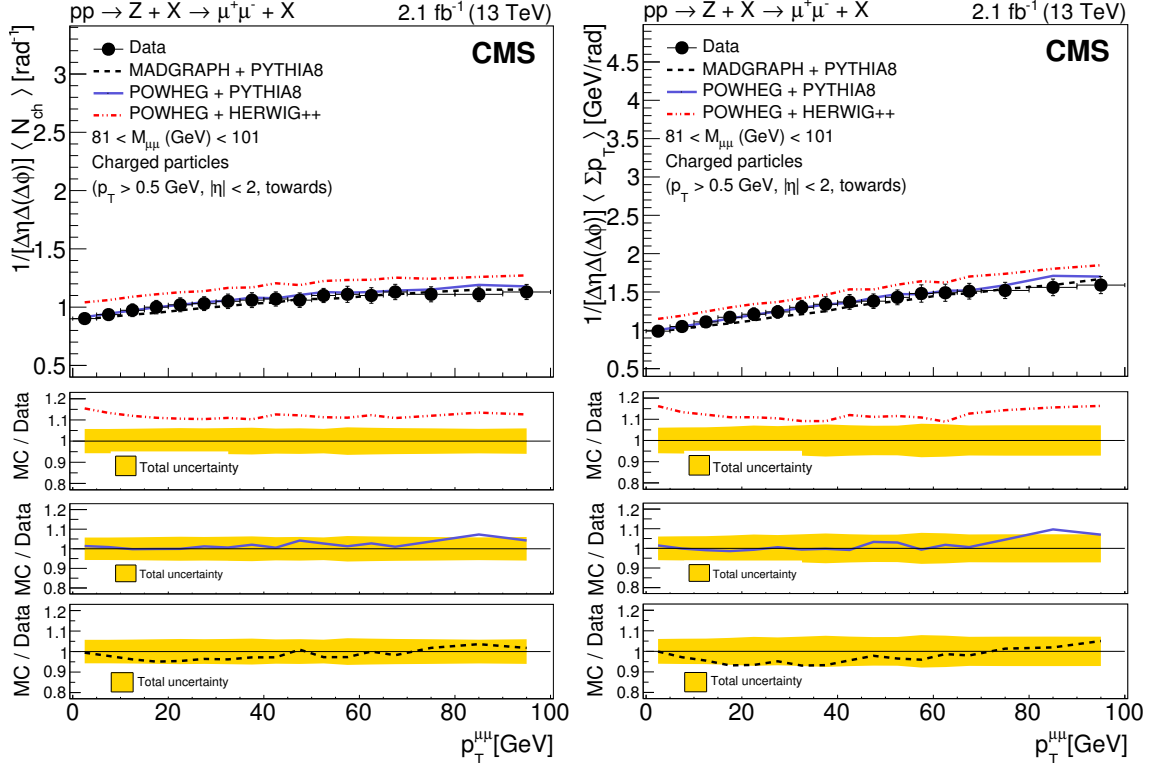 pp → Z + X → μ⁺μ⁻ + X 2.1 fb⁻¹ (13 TeV)
CMS
Data
MADGRAPH + PYTHIA8
POWHEG + PYTHIA8
POWHEG + HERWIG++
81 < M_μμ (GeV) < 101
Charged particles
(p_T > 0.5 GeV, |η| < 2, towards)
1/[ΔηΔ(Δϕ)] ⟨ N_ch ⟩ [rad⁻¹]
3
2.5
2
1.5
1
0.5
MC / Data
1.2
1.1
1
0.9
0.8
Total uncertainty
MC / Data
1.2
1.1
1
0.9
0.8
Total uncertainty
MC / Data
1.2
1.1
1
0.9
0.8
Total uncertainty
0 20 40 60 80 100
p_T^μμ [GeV]
pp → Z + X → μ⁺μ⁻ + X 2.1 fb⁻¹ (13 TeV)
CMS
Data
MADGRAPH + PYTHIA8
POWHEG + PYTHIA8
POWHEG + HERWIG++
81 < M_μμ (GeV) < 101
Charged particles
(p_T > 0.5 GeV, |η| < 2, towards)
1/[ΔηΔ(Δϕ)] ⟨ Σp_T ⟩ [GeV/rad]
4.5
4
3.5
3
2.5
2
1.5
1
0.5
MC / Data
1.2
1.1
1
0.9
0.8
Total uncertainty
MC / Data
1.2
1.1
1
0.9
0.8
Total uncertainty
MC / Data
1.2
1.1
1
0.9
0.8
Total uncertainty
0 20 40 60 80 100
p_T^μμ [GeV]